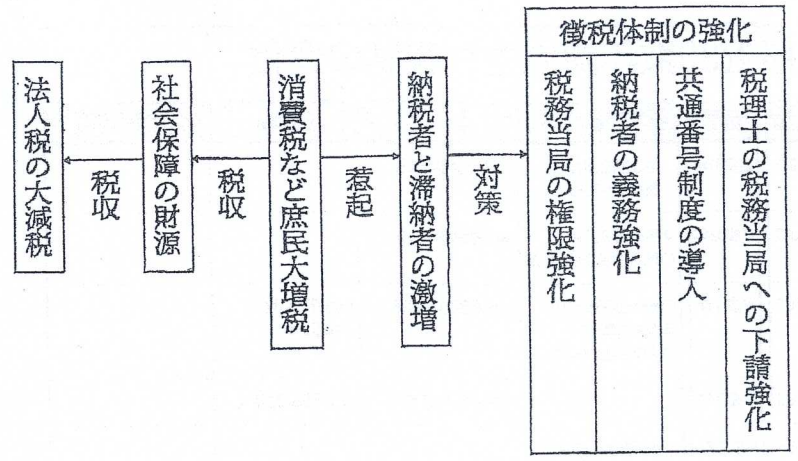 徴税体制の強化
税理士の税務当局への下請強化
共通番号制度の導入
納税者の義務強化
税務当局の権限強化
対策
納税者と滞納者の激増
惹起
消費税など庶民大増税
税収
社会保障の財源
税収
法人税の大減税